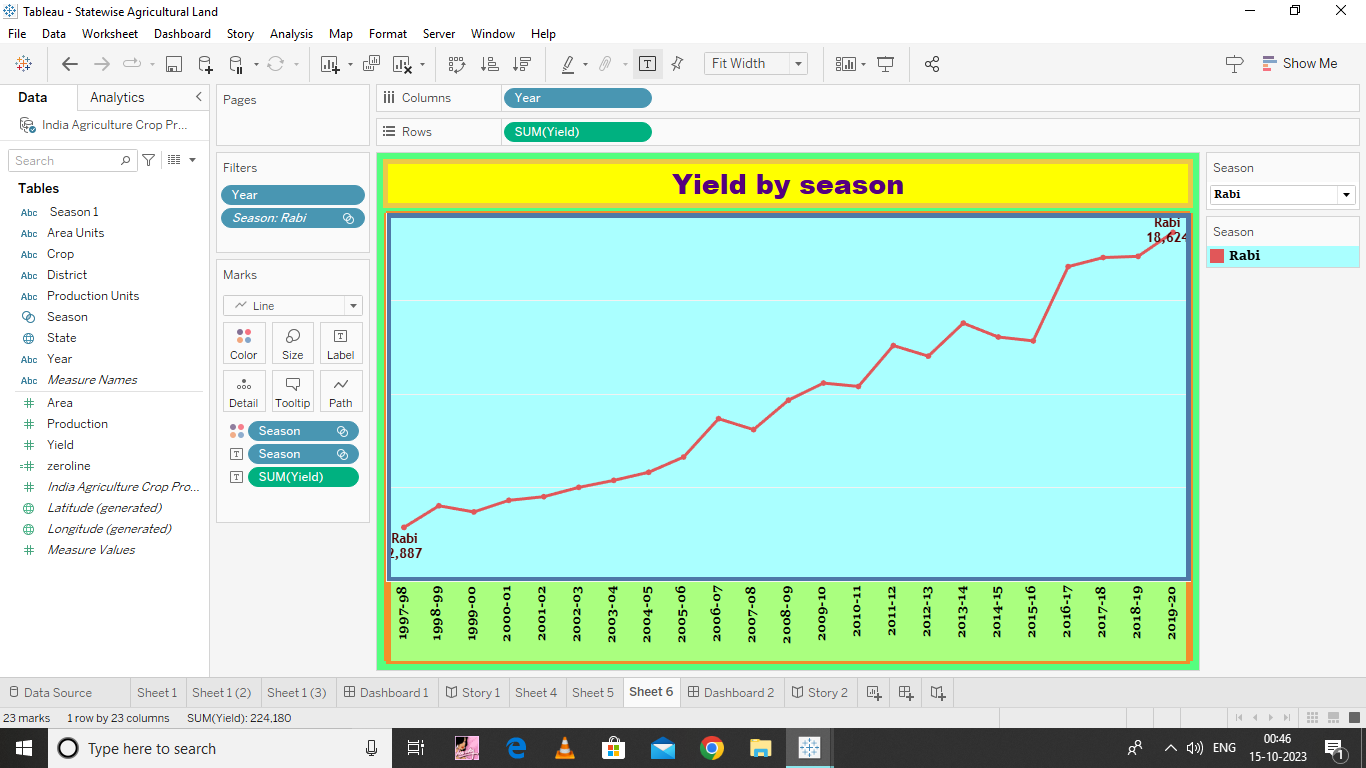 Tableau - Statewise Agricultural Land
File Data Worksheet Dashboard Story Analysis Map Format Server Window Help
Fit Width
Show Me
Data Analytics
India Agriculture Crop Pr...
Search
Tables
Abc Season 1
Abc Area Units
Abc Crop
Abc District
Abc Production Units
Season
State
Abc Year
Abc Measure Names
Area
Production
Yield
zeroline
India Agriculture Crop Pro...
Latitude (generated)
Longitude (generated)
Measure Values
Pages
Filters
Year
Season: Rabi
Marks
Line
Color Size Label
Detail Tooltip Path
Season
Season
SUM(Yield)
Columns Year
Rows SUM(Yield)
Yield by season
Rabi
18,624
Rabi
2,887
1997-98
1998-99
1999-00
2000-01
2001-02
2002-03
2003-04
2004-05
2005-06
2006-07
2007-08
2008-09
2009-10
2010-11
2011-12
2012-13
2013-14
2014-15
2015-16
2016-17
2017-18
2018-19
2019-20
Season
Rabi
Season
Rabi
Data Source Sheet 1 Sheet 1 (2) Sheet 1 (3) Dashboard 1 Story 1 Sheet 4 Sheet 5 Sheet 6 Dashboard 2 Story 2
23 marks 1 row by 23 columns SUM(Yield): 224,180
Type here to search
ENG
00:46
15-10-2023
1